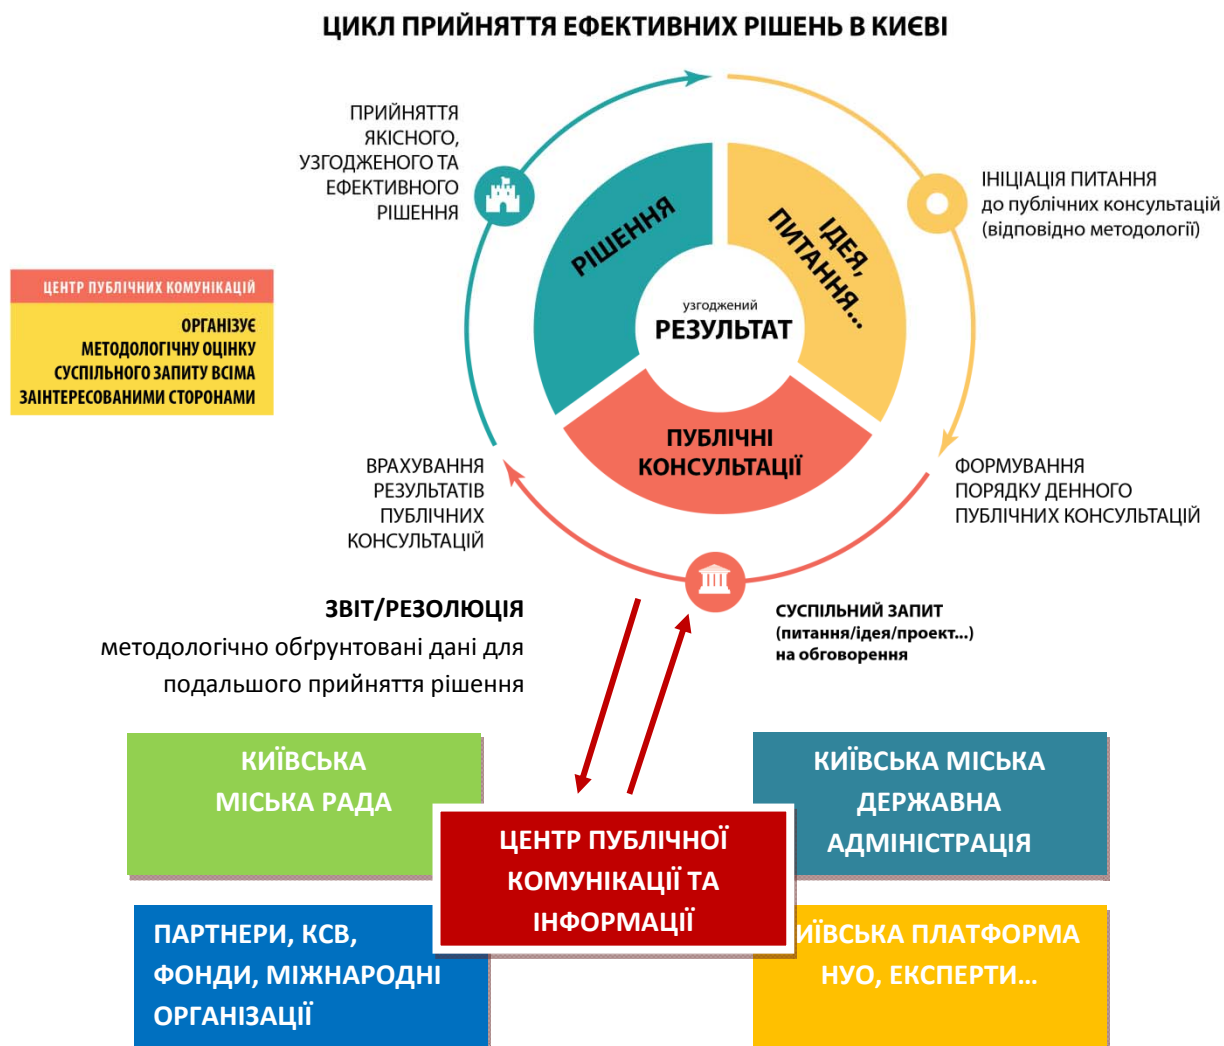 ЦИКЛ ПРИЙНЯТТЯ ЕФЕКТИВНИХ РІШЕНЬ В КИЄВІ
ПРИЙНЯТТЯ
ЯКІСНОГО,
УЗГОДЖЕНОГО ТА
ЕФЕКТИВНОГО
РІШЕННЯ
ІНІЦІАЦІЯ ПИТАННЯ
до публічних консультацій
(відповідно методології)
РІШЕННЯ
ІДЕЯ,
ПИТАННЯ...
узгоджений
РЕЗУЛЬТАТ
ПУБЛІЧНІ
КОНСУЛЬТАЦІЇ
ЦЕНТР ПУБЛІЧНИХ КОМУНІКАЦІЙ
ОРГАНІЗУЄ
МЕТОДОЛОГІЧНУ ОЦІНКУ
СУСПІЛЬНОГО ЗАПИТУ ВСІМА
ЗАІНТЕРЕСОВАНИМИ СТОРОНАМИ
ВРАХУВАННЯ
РЕЗУЛЬТАТІВ
ПУБЛІЧНИХ
КОНСУЛЬТАЦІЙ
ФОРМУВАННЯ
ПОРЯДКУ ДЕННОГО
ПУБЛІЧНИХ КОНСУЛЬТАЦІЙ
ЗВІТ/РЕЗОЛЮЦІЯ
методологічно обґрунтовані дані для
подальшого прийняття рішення
СУСПІЛЬНИЙ ЗАПИТ
(питання/ідея/проект...)
на обговорення
КИЇВСЬКА
МІСЬКА РАДА
КИЇВСЬКА МІСЬКА
ДЕРЖАВНА
АДМІНІСТРАЦІЯ
ЦЕНТР ПУБЛІЧНОЇ
КОМУНІКАЦІЇ ТА
ІНФОРМАЦІЇ
ПАРТНЕРИ, КСВ,
ФОНДИ, МІЖНАРОДНІ
ОРГАНІЗАЦІЇ
ИЇВСЬКА ПЛАТФОРМА
НУО, ЕКСПЕРТИ…